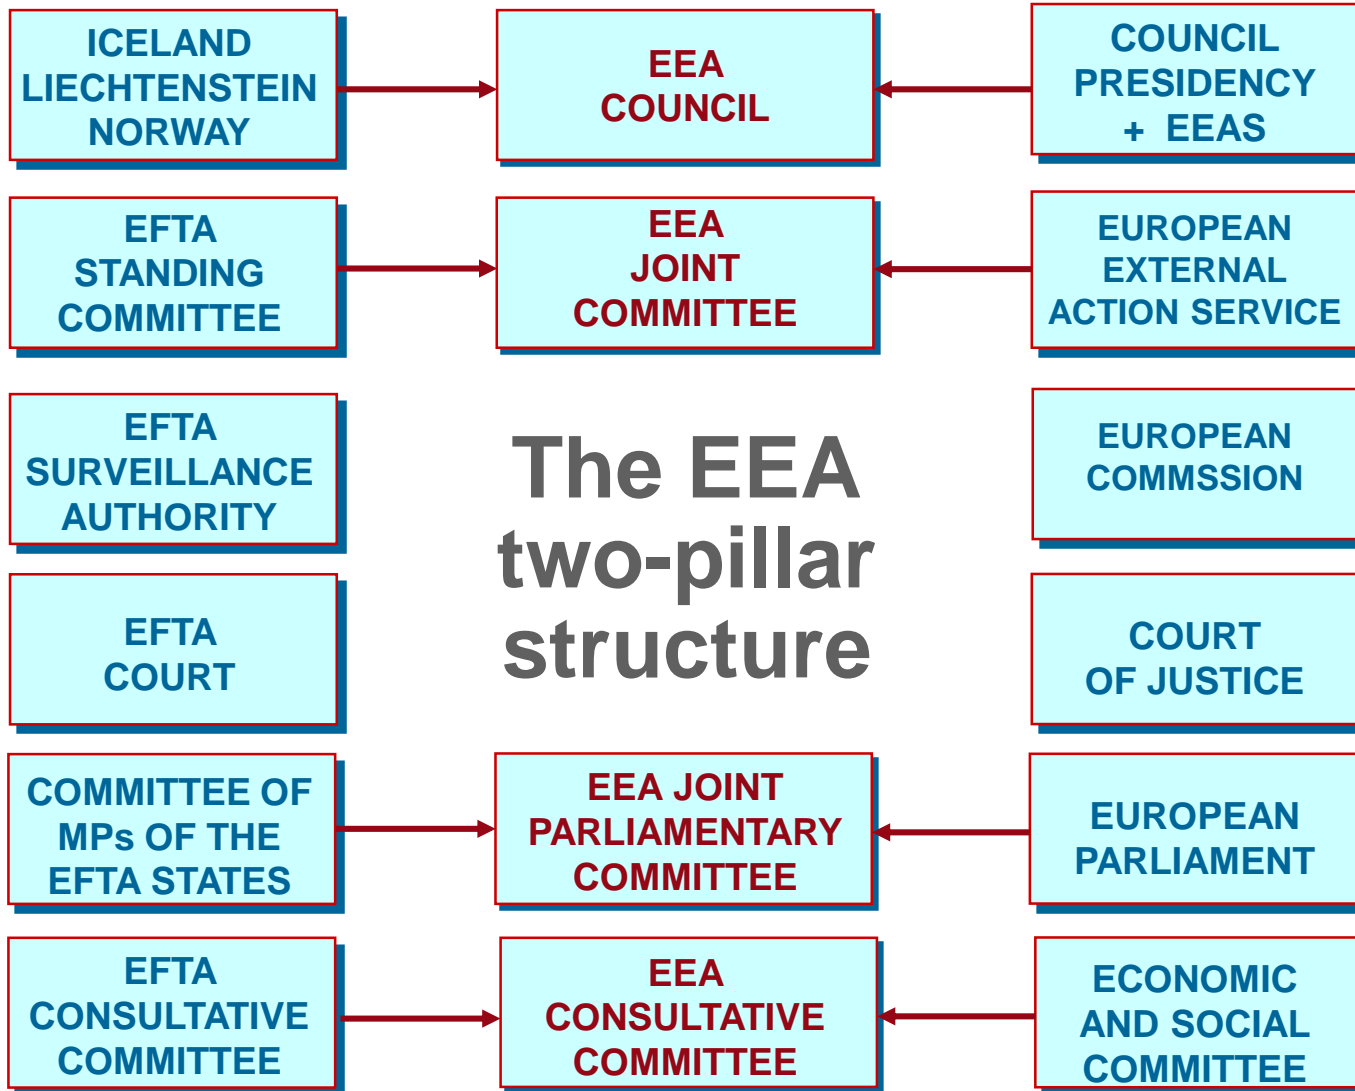 ICELAND
LIECHTENSTEIN
NORWAY
EEA
COUNCIL
COUNCIL
PRESIDENCY
+ EEAS
EFTA
STANDING
COMMITTEE
EEA
JOINT
COMMITTEE
EUROPEAN
EXTERNAL
ACTION SERVICE
EFTA
SURVEILLANCE
AUTHORITY
The EEA
two-pillar
structure
EUROPEAN
COMMSSION
EFTA
COURT
COURT
OF JUSTICE
COMMITTEE OF
MPs OF THE
EFTA STATES
EEA JOINT
PARLIAMENTARY
COMMITTEE
EUROPEAN
PARLIAMENT
EFTA
CONSULTATIVE
COMMITTEE
EEA
CONSULTATIVE
COMMITTEE
ECONOMIC
AND SOCIAL
COMMITTEE